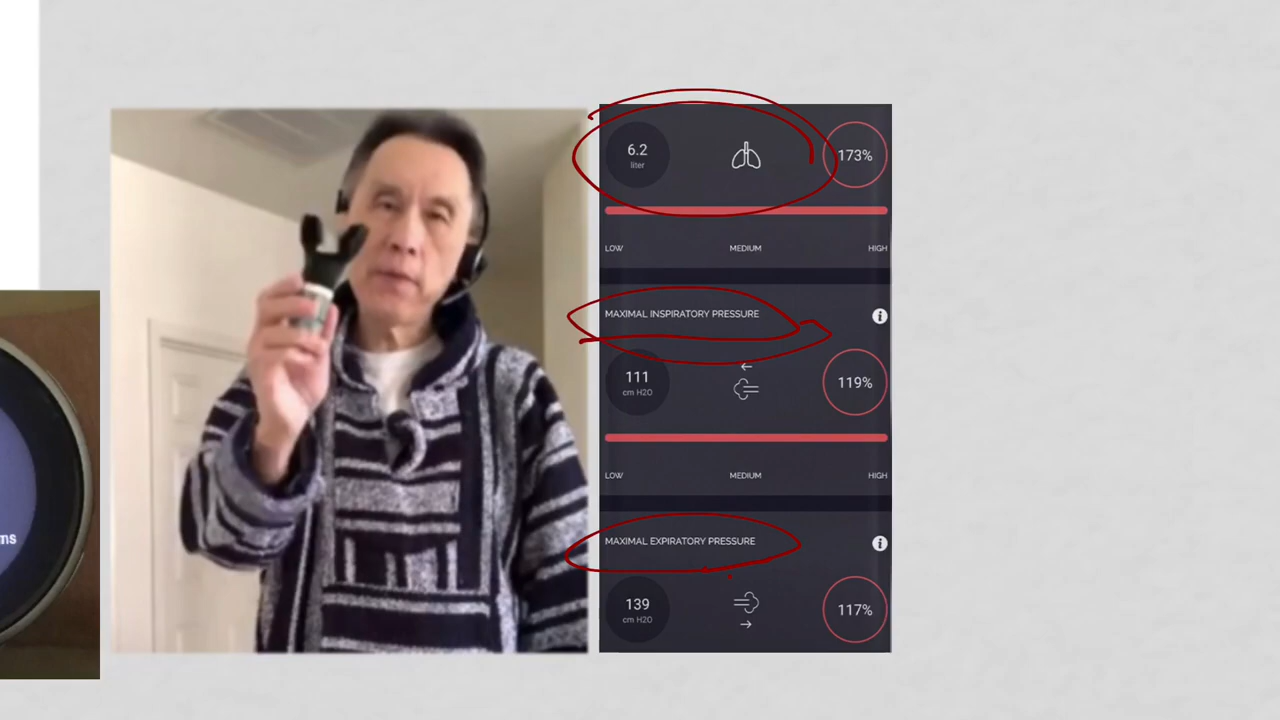 ms
6.2
liter
173%
LOW MEDIUM HIGH
MAXIMAL INSPIRATORY PRESSURE
i
111
cm H2O
119%
LOW MEDIUM HIGH
MAXIMAL EXPIRATORY PRESSURE
i
139
cm H2O
117%